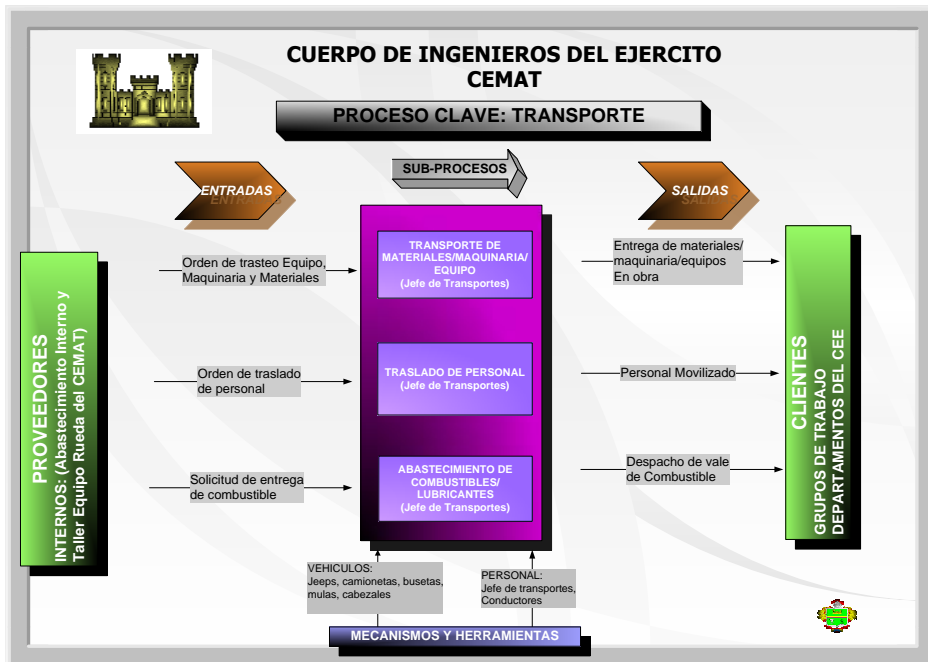 CUERPO DE INGENIEROS DEL EJERCITO
CEMAT
PROCESO CLAVE: TRANSPORTE
ENTRADAS
SUB-PROCESOS
SALIDAS
PROVEEDORES
INTERNOS: (Abastecimiento Interno y
Taller Equipo Rueda del CEMAT)
Orden de trasteo Equipo,
Maquinaria y Materiales
TRANSPORTE DE
MATERIALES/MAQUINARIA/
EQUIPO
(Jefe de Transportes)
Entrega de materiales/
maquinaria/equipos
En obra
Orden de traslado
de personal
TRASLADO DE PERSONAL
(Jefe de Transportes)
Personal Movilizado
Solicitud de entrega
de combustible
ABASTECIMIENTO DE
COMBUSTIBLES/
LUBRICANTES
(Jefe de Transportes)
Despacho de vale
de Combustible
CLIENTES
GRUPOS DE TRABAJO
DEPARTAMENTOS DEL CEE
VEHICULOS:
Jeeps, camionetas, busetas,
mulas, cabezales
PERSONAL:
Jefe de transportes,
Conductores
MECANISMOS Y HERRAMIENTAS